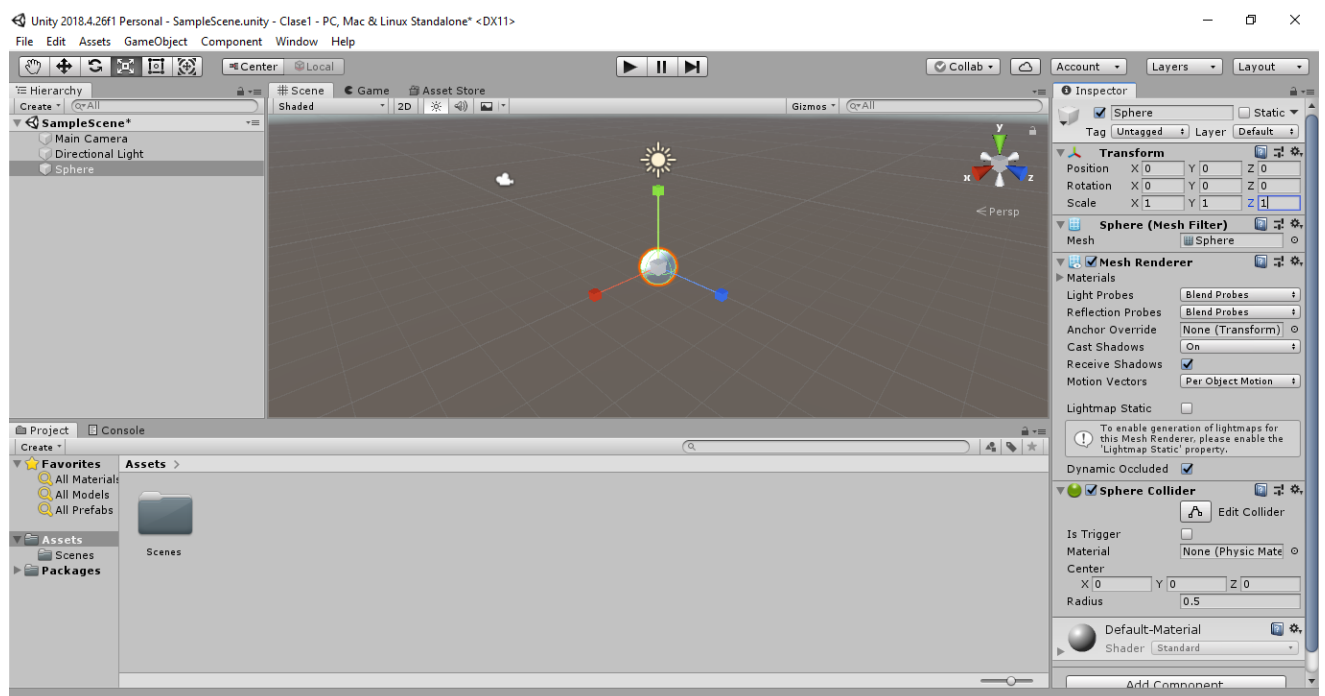 Unity 2018.4.26f1 Personal - SampleScene.unity - Clase1 - PC, Mac & Linux Standalone* <DX11>
File Edit Assets GameObject Component Window Help
Center Local Collab Account Layers Layout
Hierarchy
Create All
SampleScene*
Main Camera
Directional Light
Sphere
Scene Game Asset Store
Shaded 2D Gizmos All
y
x z
Persp
Inspector
Sphere Static
Tag Untagged Layer Default
Transform
Position X 0 Y 0 Z 0
Rotation X 0 Y 0 Z 0
Scale X 1 Y 1 Z 1
Sphere (Mesh Filter)
Mesh Sphere
Mesh Renderer
Materials
Light Probes Blend Probes
Reflection Probes Blend Probes
Anchor Override None (Transform)
Cast Shadows On
Receive Shadows
Motion Vectors Per Object Motion
Lightmap Static
To enable generation of lightmaps for
this Mesh Renderer, please enable the
'Lightmap Static' property.
Dynamic Occluded
Sphere Collider
Edit Collider
Is Trigger
Material None (Physic Mate
Center
X 0 Y 0 Z 0
Radius 0.5
Default-Material
Shader Standard
Add Component
Project Console
Create
Favorites
All Materials
All Models
All Prefabs
Assets
Scenes
Packages
Assets >
Scenes